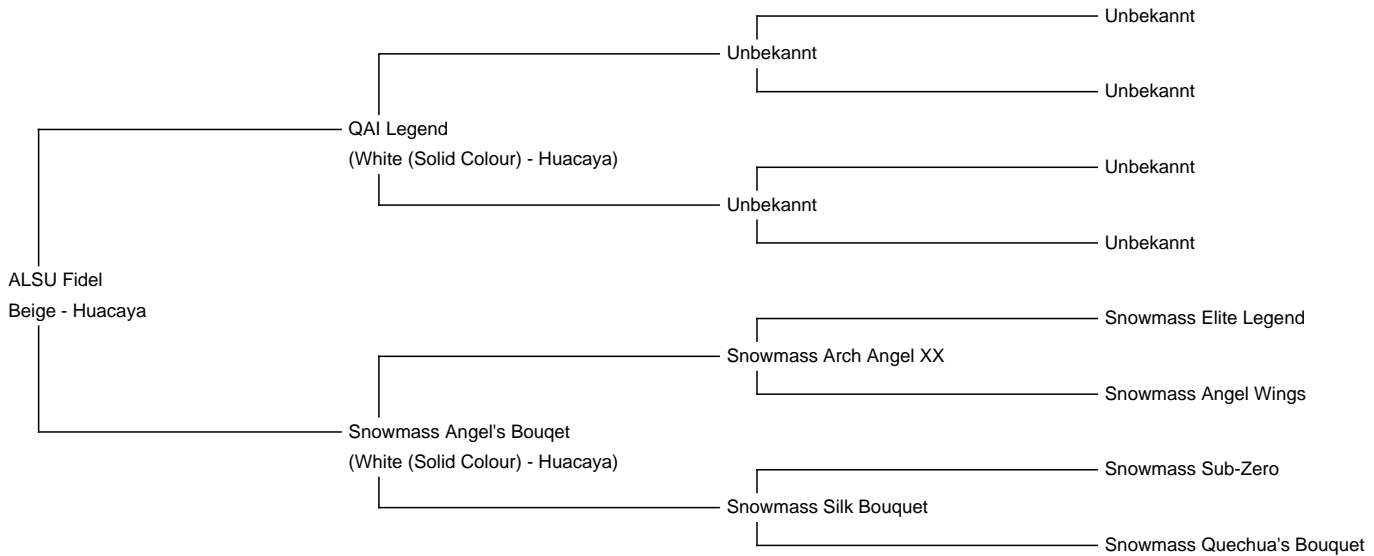 Unbekannt
Unbekannt
Unbekannt
QAI Legend
(White (Solid Colour) - Huacaya)
Unbekannt
Unbekannt
Unbekannt
ALSU Fidel
Beige - Huacaya
Snowmass Elite Legend
Snowmass Arch Angel XX
Snowmass Angel Wings
Snowmass Angel's Bouqet
(White (Solid Colour) - Huacaya)
Snowmass Sub-Zero
Snowmass Silk Bouquet
Snowmass Quechua's Bouquet